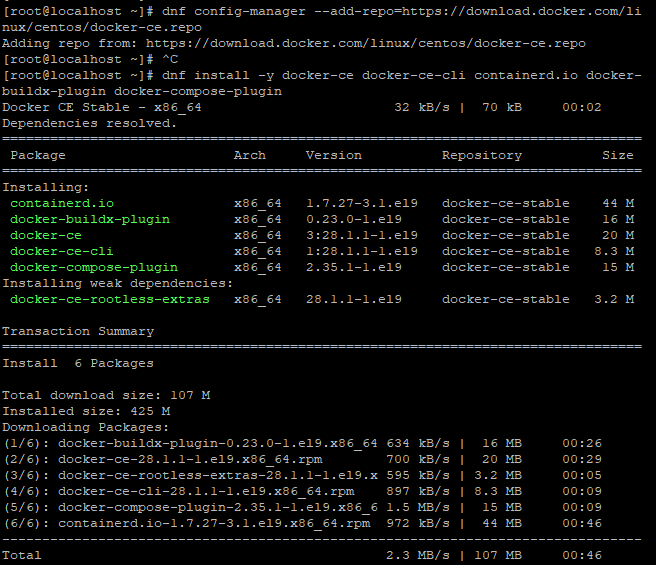 [root@localhost ~]# dnf config-manager --add-repo=https://download.docker.com/li
nux/centos/docker-ce.repo
Adding repo from: https://download.docker.com/linux/centos/docker-ce.repo
[root@localhost ~]# ^C
[root@localhost ~]# dnf install -y docker-ce docker-ce-cli containerd.io docker-
buildx-plugin docker-compose-plugin
Docker CE Stable - x86_64                        32 kB/s |  70 kB     00:02
Dependencies resolved.
================================================================================
 Package                     Arch     Version          Repository          Size
================================================================================
Installing:
 containerd.io               x86_64   1.7.27-3.1.el9   docker-ce-stable    44 M
 docker-buildx-plugin        x86_64   0.23.0-1.el9     docker-ce-stable    16 M
 docker-ce                   x86_64   3:28.1.1-1.el9   docker-ce-stable    20 M
 docker-ce-cli               x86_64   1:28.1.1-1.el9   docker-ce-stable   8.3 M
 docker-compose-plugin       x86_64   2.35.1-1.el9     docker-ce-stable    15 M
Installing weak dependencies:
 docker-ce-rootless-extras   x86_64   28.1.1-1.el9     docker-ce-stable   3.2 M
Transaction Summary
================================================================================
Install  6 Packages
Total download size: 107 M
Installed size: 425 M
Downloading Packages:
(1/6): docker-buildx-plugin-0.23.0-1.el9.x86_64 634 kB/s |  16 MB     00:26
(2/6): docker-ce-28.1.1-1.el9.x86_64.rpm        700 kB/s |  20 MB     00:29
(3/6): docker-ce-rootless-extras-28.1.1-1.el9.x 595 kB/s | 3.2 MB     00:05
(4/6): docker-ce-cli-28.1.1-1.el9.x86_64.rpm    897 kB/s | 8.3 MB     00:09
(5/6): docker-compose-plugin-2.35.1-1.el9.x86_6 1.5 MB/s |  15 MB     00:09
(6/6): containerd.io-1.7.27-3.1.el9.x86_64.rpm  972 kB/s |  44 MB     00:46
--------------------------------------------------------------------------------
Total                                           2.3 MB/s | 107 MB     00:46